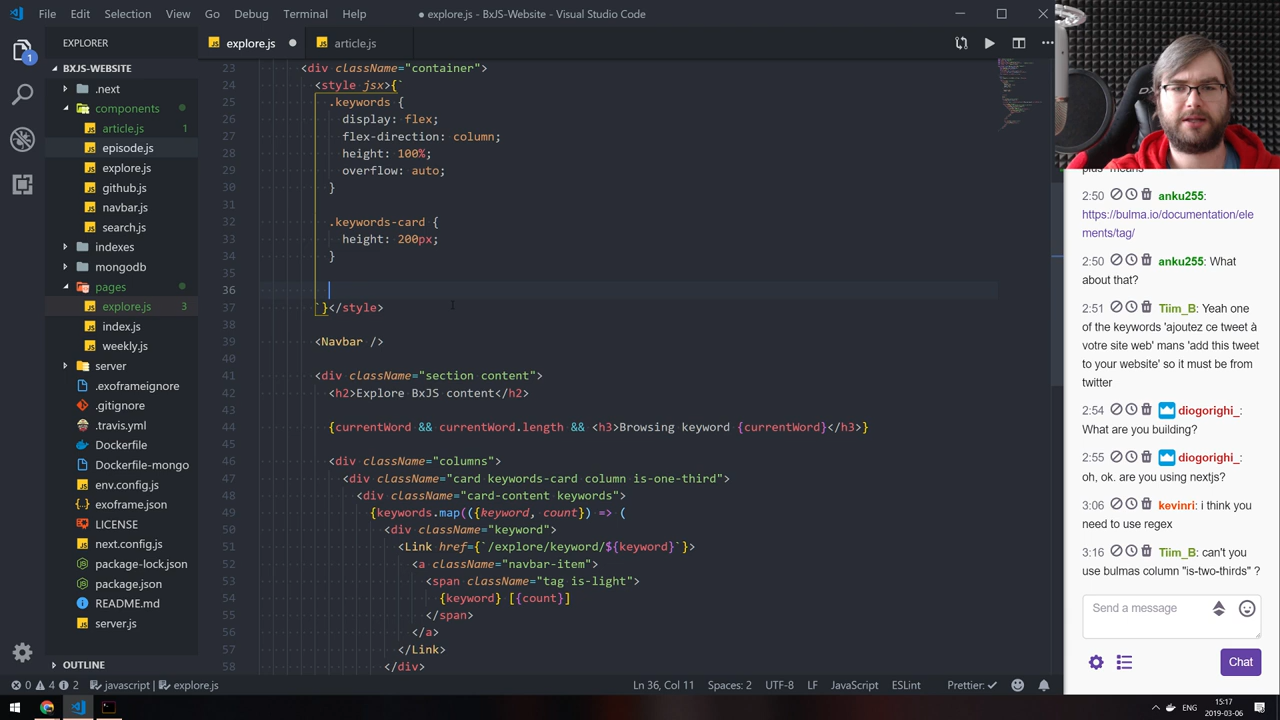 File Edit Selection View Go Debug Terminal Help
● explore.js - BxJS-Website - Visual Studio Code
EXPLORER
explore.js
article.js
BXJS-WEBSITE
.next
components
article.js 1
episode.js
explore.js
github.js
navbar.js
search.js
indexes
mongodb
pages
explore.js 3
index.js
weekly.js
server
.exoframeignore
.gitignore
.travis.yml
Dockerfile
Dockerfile-mongo
env.config.js
exoframe.json
LICENSE
next.config.js
package-lock.json
package.json
README.md
server.js
OUTLINE
23 <div className="container">
24 <style jsx>{`
25 .keywords {
26 display: flex;
27 flex-direction: column;
28 height: 100%;
29 overflow: auto;
30 }
31
32 .keywords-card {
33 height: 200px;
34 }
35
36
37 `}</style>
38
39 <Navbar />
40
41 <div className="section content">
42 <h2>Explore BxJS content</h2>
43
44 {currentWord && currentWord.length && <h3>Browsing keyword {currentWord}</h3>}
45
46 <div className="columns">
47 <div className="card keywords-card column is-one-third">
48 <div className="card-content keywords">
49 {keywords.map(({keyword, count}) => (
50 <div className="keyword">
51 <Link href={`/explore/keyword/${keyword}`}>
52 <a className="navbar-item">
53 <span className="tag is-light">
54 {keyword} [{count}]
55 </span>
56 </a>
57 </Link>
58 </div>
2:50 anku255:
https://bulma.io/documentation/ele
ments/tag/
2:50 anku255: What
about that?
2:51 Tiim_B: Yeah one
of the keywords 'ajoutez ce tweet à
votre site web' mans 'add this tweet
to your website' so it must be from
twitter
2:54 diogorighi_:
What are you building?
2:55 diogorighi_:
oh, ok. are you using nextjs?
3:06 kevinri: i think you
need to use regex
3:16 Tiim_B: can't you
use bulmas column "is-two-thirds" ?
Send a message
Chat
0 4 2 javascript | explore.js
Ln 36, Col 11 Spaces: 2 UTF-8 LF JavaScript ESLint Prettier: ✓
ENG
15:17
2019-03-06